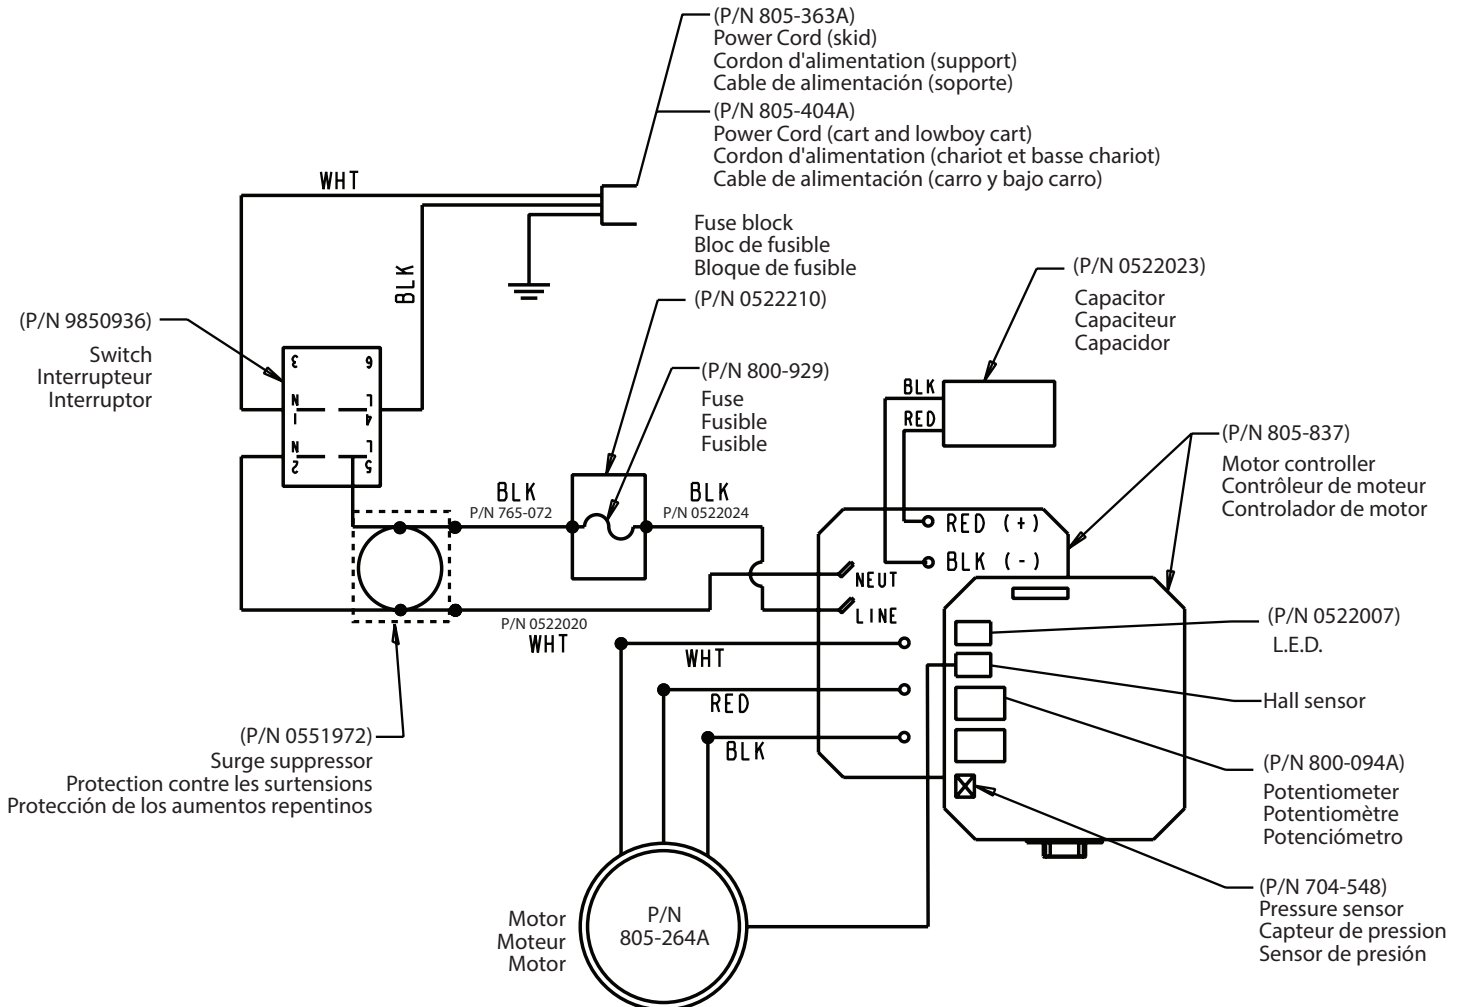 (P/N 805-363A)
Power Cord (skid)
Cordon d'alimentation (support)
Cable de alimentación (soporte)
(P/N 805-404A)
Power Cord (cart and lowboy cart)
Cordon d'alimentation (chariot et basse chariot)
Cable de alimentación (carro y bajo carro)
WHT
BLK
Fuse block
Bloc de fusible
Bloque de fusible
(P/N 0522210)
(P/N 0522023)
Capacitor
Capaciteur
Capacidor
(P/N 9850936)
Switch
Interrupteur
Interruptor
3 6
N L
1 4
N L
2 5
(P/N 800-929)
Fuse
Fusible
Fusible
BLK
RED
(P/N 805-837)
Motor controller
Contrôleur de moteur
Controlador de motor
BLK
P/N 765-072
BLK
P/N 0522024
RED (+)
BLK (-)
NEUT
LINE
P/N 0522020
WHT
WHT
RED
BLK
(P/N 0522007)
L.E.D.
Hall sensor
(P/N 800-094A)
Potentiometer
Potentiomètre
Potenciómetro
(P/N 0551972)
Surge suppressor
Protection contre les surtensions
Protección de los aumentos repentinos
(P/N 704-548)
Pressure sensor
Capteur de pression
Sensor de presión
Motor
Moteur
Motor
P/N
805-264A